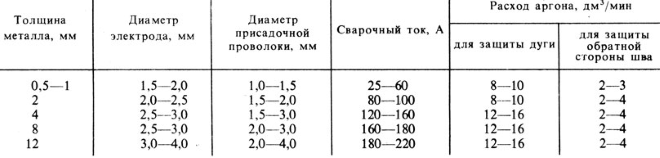 Толщина металла, мм | Диаметр электрода, мм | Диаметр присадочной проволоки, мм | Сварочный ток, А | Расход аргона, дм³/мин
для защиты дуги | для защиты обратной стороны шва
0,5—1 | 1,5—2,0 | 1,0—1,5 | 25—60 | 8—10 | 2—3
2 | 2,0—2,5 | 1,5—2,0 | 80—100 | 8—10 | 2—4
4 | 2,5—3,0 | 1,5—3,0 | 120—160 | 12—16 | 2—4
8 | 2,5—3,0 | 2,0—3,0 | 160—180 | 12—16 | 2—4
12 | 3,0—4,0 | 2,0—4,0 | 180—220 | 12—16 | 2—4